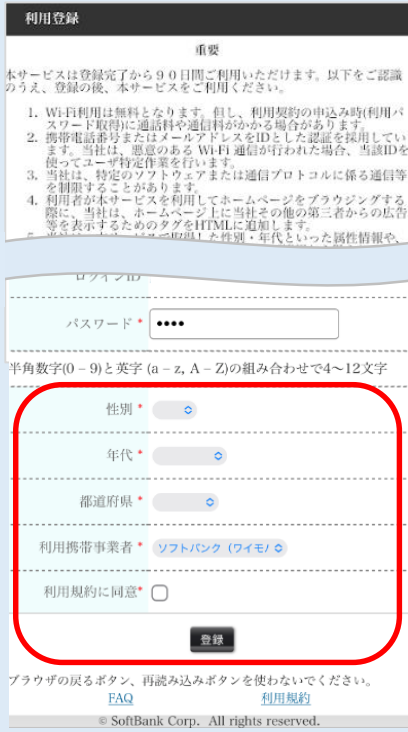 利用登録
重要
本サービスは登録完了から９０日間ご利用いただけます。以下をご認識
のうえ、登録の後、本サービスをご利用ください。
1. Wi-Fi利用は無料となります。但し、利用契約の申込み時(利用パ
スワード取得)に通話料や通信料がかかる場合があります。
2. 携帯電話番号またはメールアドレスをIDとした認証を採用してい
ます。当社は、悪意のある Wi-Fi 通信が行われた場合、当該IDを
使ってユーザ特定作業を行います。
3. 当社は、特定のソフトウェアまたは通信プロトコルに係る通信等
を制限することがあります。
4. 利用者が本サービスを利用してホームページをブラウジングする
際に、当社は、ホームページ上に当社その他の第三者からの広告
等を表示するためのタグをHTMLに追加します。
した性別・年代といった属性情報や、
ログインID
パスワード * ••••
半角数字(0 – 9)と英字 (a – z, A – Z)の組み合わせで4～12文字
性別 *
年代 *
都道府県 *
利用携帯事業者 * ソフトバンク（ワイモ
利用規約に同意*
登録
ブラウザの戻るボタン、再読み込みボタンを使わないでください。
FAQ 利用規約
© SoftBank Corp. All rights reserved.